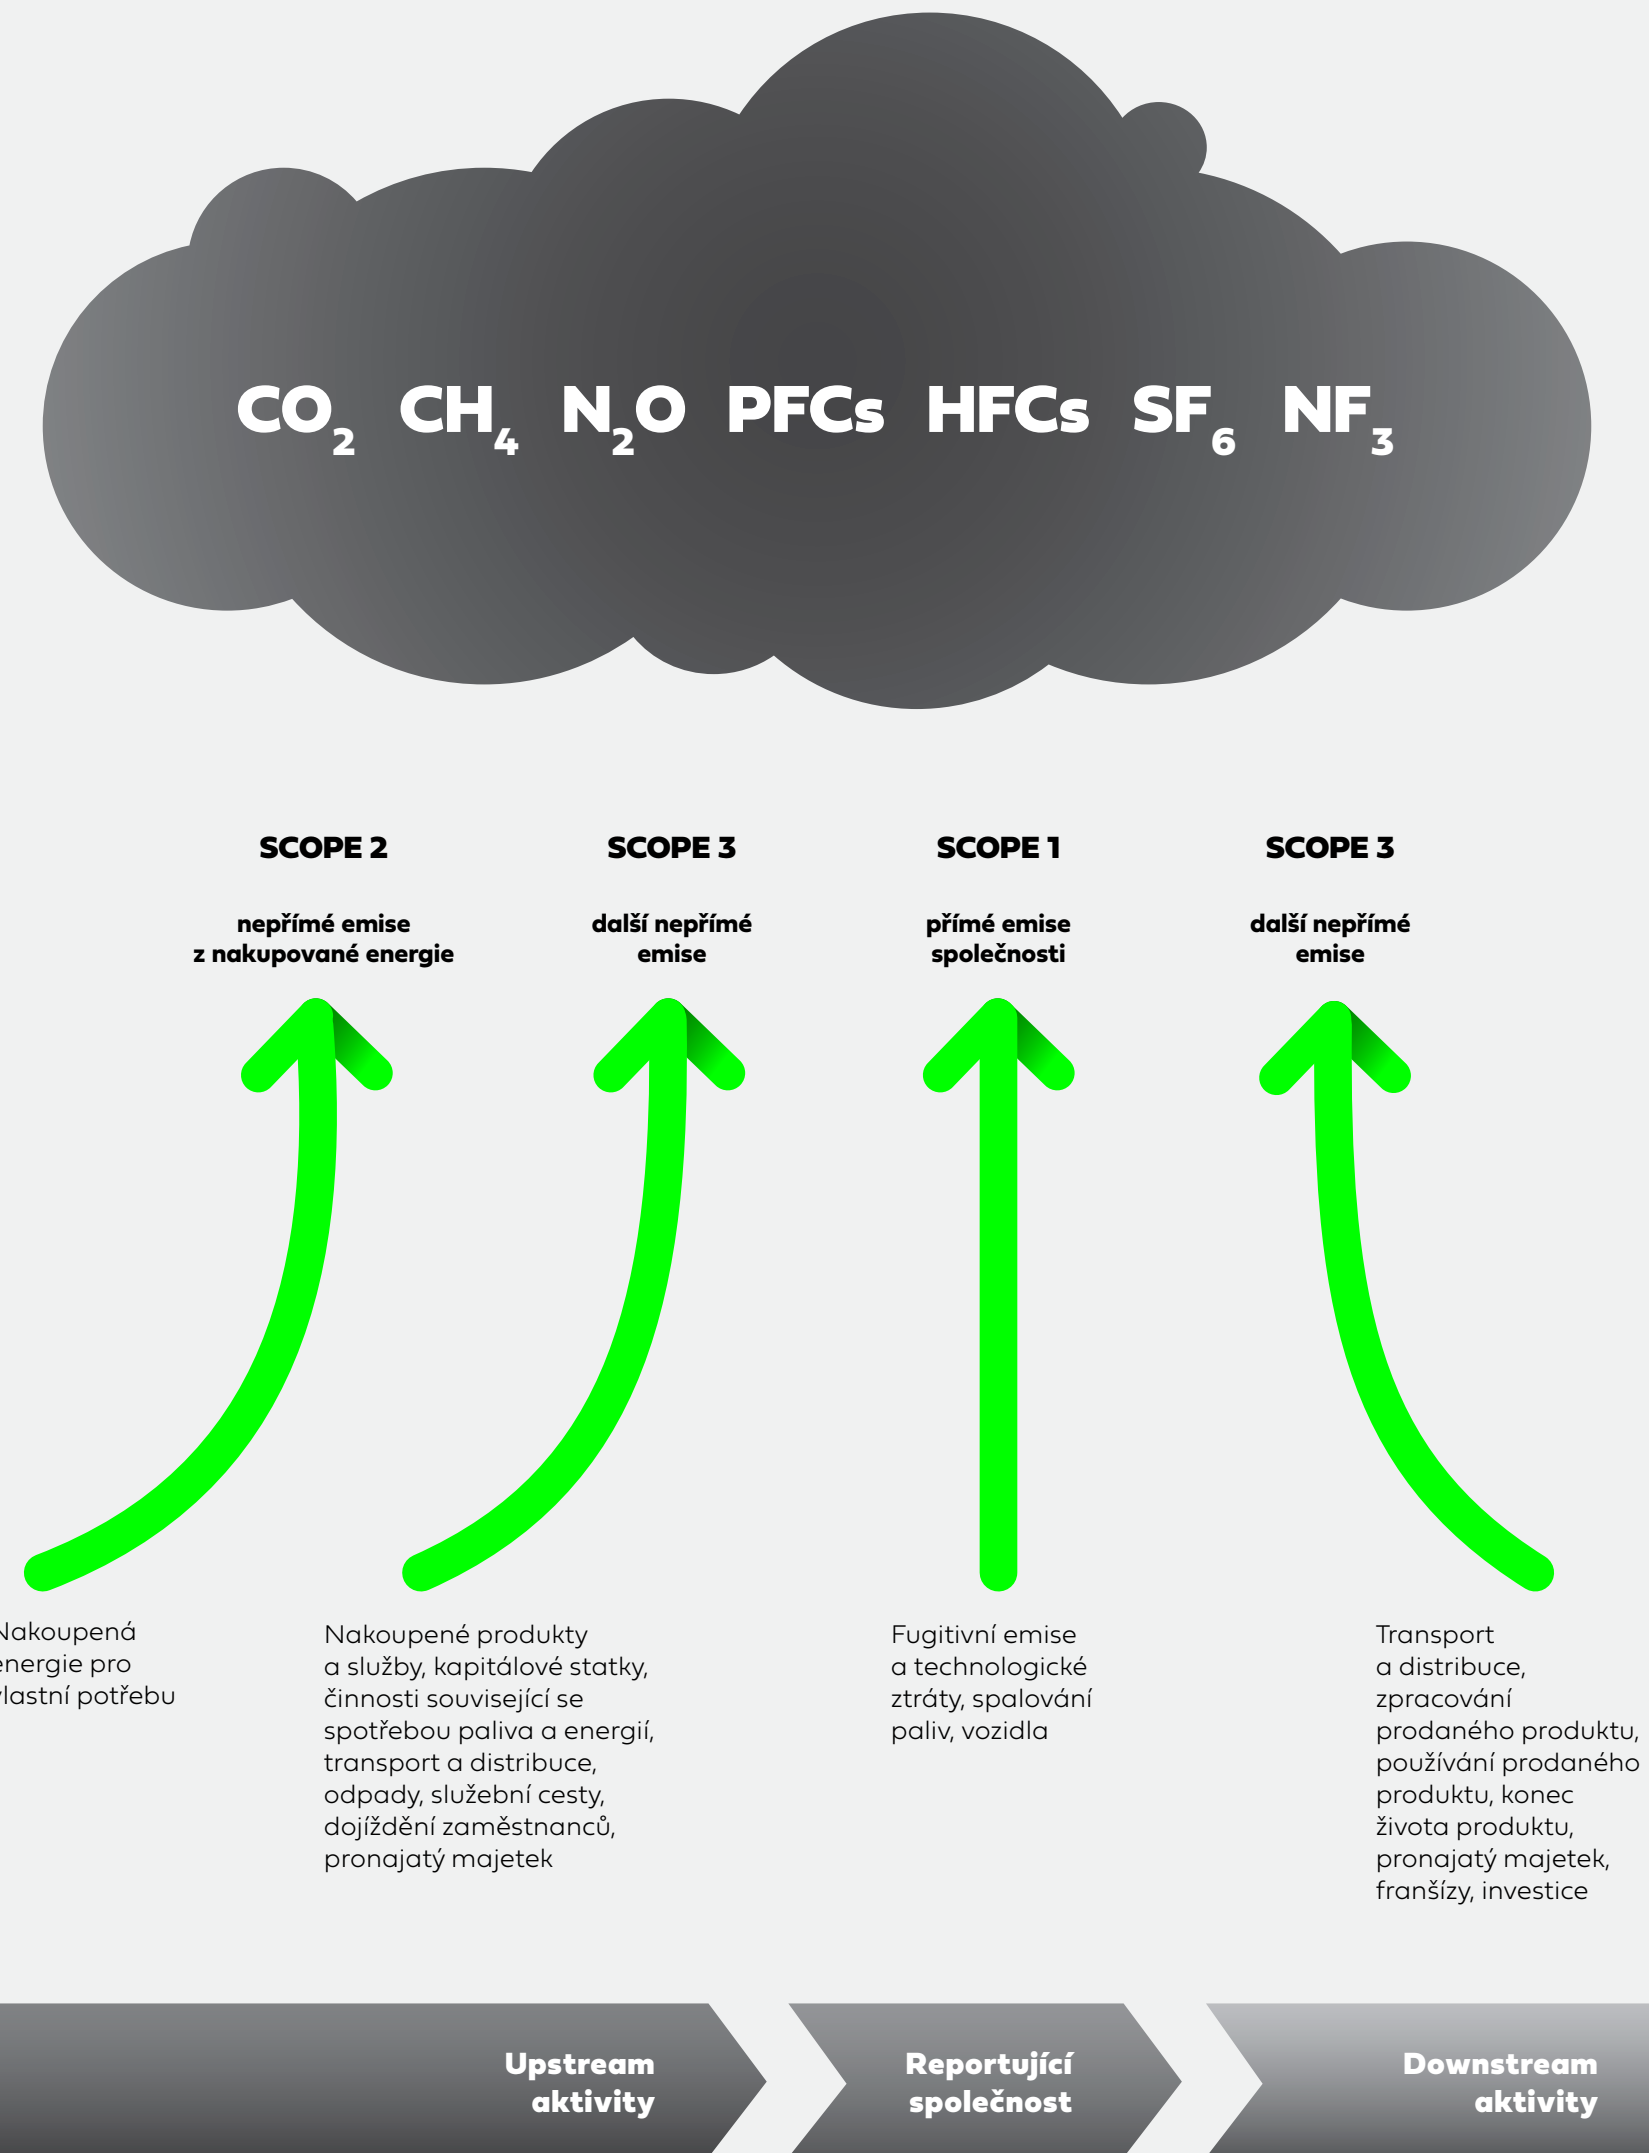 CO2 CH4 N2O PFCs HFCs SF6 NF3
SCOPE 2
nepřímé emise
z nakupované energie
SCOPE 3
další nepřímé
emise
SCOPE 1
přímé emise
společnosti
SCOPE 3
další nepřímé
emise
Nakoupená
energie pro
vlastní potřebu
Nakoupené produkty
a služby, kapitálové statky,
činnosti související se
spotřebou paliva a energií,
transport a distribuce,
odpady, služební cesty,
dojíždění zaměstnanců,
pronajatý majetek
Fugitivní emise
a technologické
ztráty, spalování
paliv, vozidla
Transport
a distribuce,
zpracování
prodaného produktu,
používání prodaného
produktu, konec
života produktu,
pronajatý majetek,
franšízy, investice
Upstream
aktivity
Reportující
společnost
Downstream
aktivity